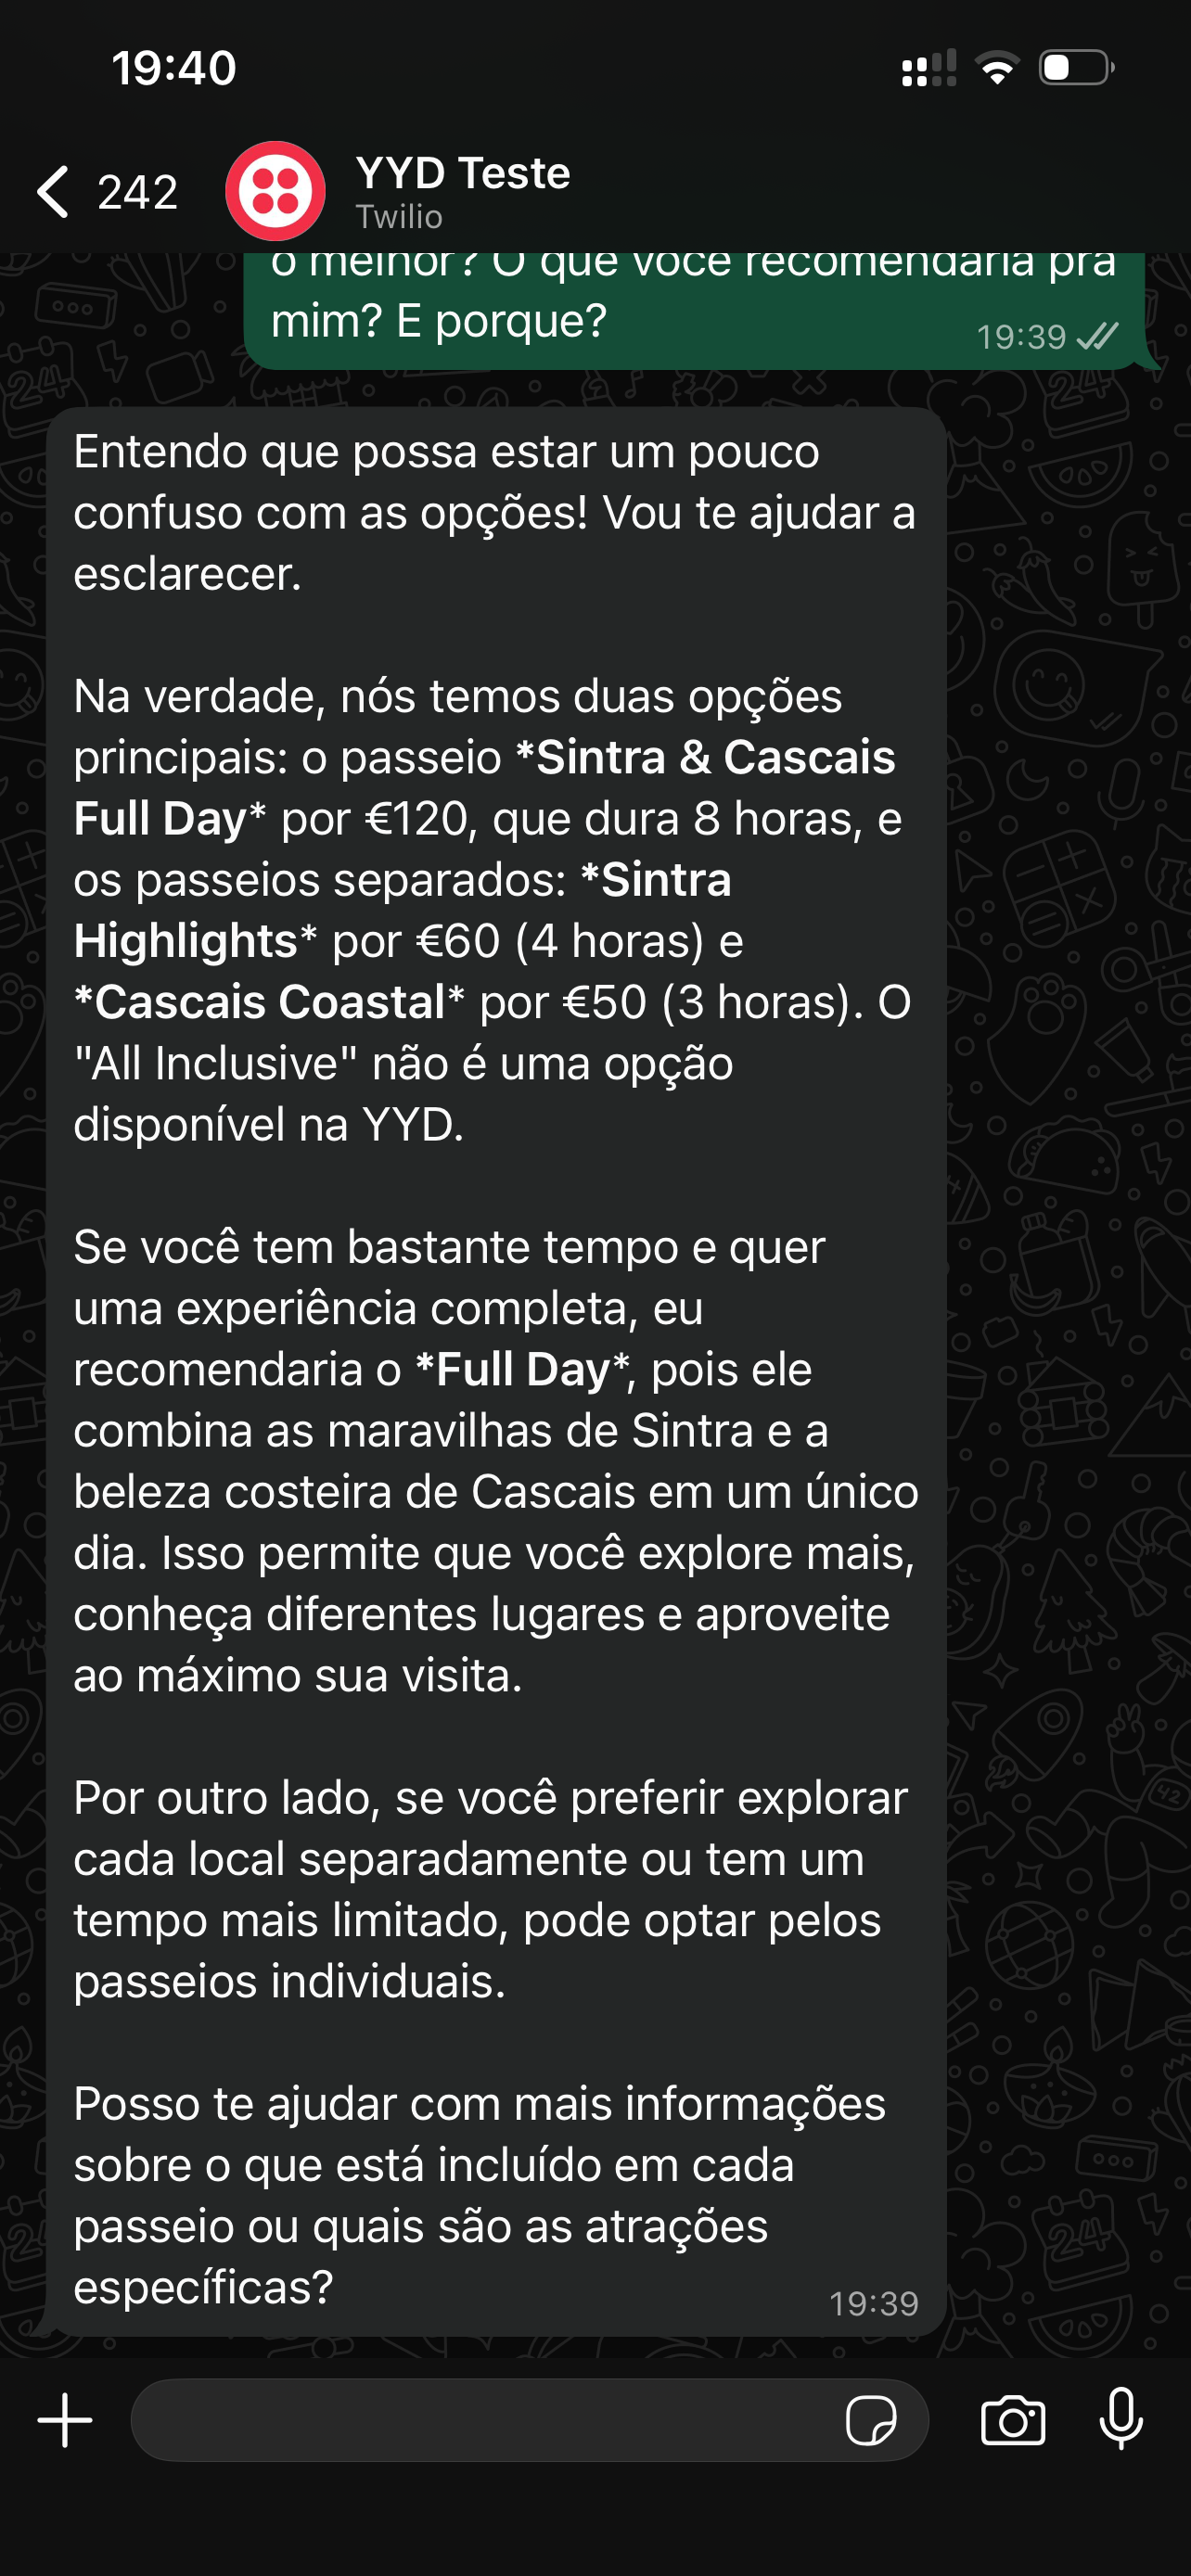 19:40
242
YYD Teste
Twilio
o melhor? O que você recomendaria pra
mim? E porque?
19:39
Entendo que possa estar um pouco
confuso com as opções! Vou te ajudar a
esclarecer.
Na verdade, nós temos duas opções
principais: o passeio *Sintra & Cascais
Full Day* por €120, que dura 8 horas, e
os passeios separados: *Sintra
Highlights* por €60 (4 horas) e
*Cascais Coastal* por €50 (3 horas). O
"All Inclusive" não é uma opção
disponível na YYD.
Se você tem bastante tempo e quer
uma experiência completa, eu
recomendaria o *Full Day*, pois ele
combina as maravilhas de Sintra e a
beleza costeira de Cascais em um único
dia. Isso permite que você explore mais,
conheça diferentes lugares e aproveite
ao máximo sua visita.
Por outro lado, se você preferir explorar
cada local separadamente ou tem um
tempo mais limitado, pode optar pelos
passeios individuais.
Posso te ajudar com mais informações
sobre o que está incluído em cada
passeio ou quais são as atrações
específicas?
19:39